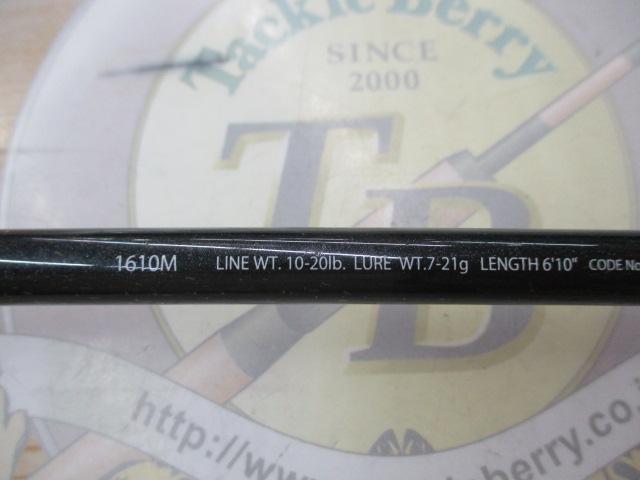 Tackle Berry
SINCE
2000
TB
1610M LINE WT. 10-20lb. LURE WT.7-21g LENGTH 6'10" CODE No
http://www. berry.co.